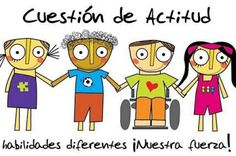 Cuestión de Actitud
habilidades diferentes ¡Nuestra fuerza!